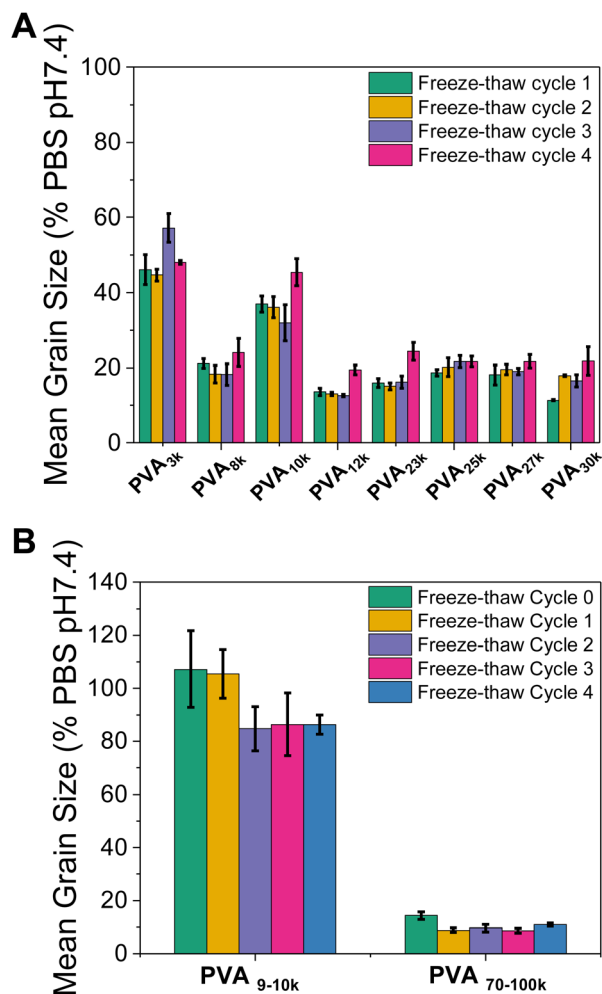 A
Mean Grain Size (% PBS pH7.4)
100
80
60
40
20
0
Freeze-thaw cycle 1
Freeze-thaw cycle 2
Freeze-thaw cycle 3
Freeze-thaw cycle 4
PVA3k
PVA8k
PVA10k
PVA12k
PVA23k
PVA25k
PVA27k
PVA30k
B
Mean Grain Size (% PBS pH7.4)
140
120
100
80
60
40
20
0
Freeze-thaw Cycle 0
Freeze-thaw Cycle 1
Freeze-thaw Cycle 2
Freeze-thaw Cycle 3
Freeze-thaw Cycle 4
PVA 9-10k
PVA 70-100k